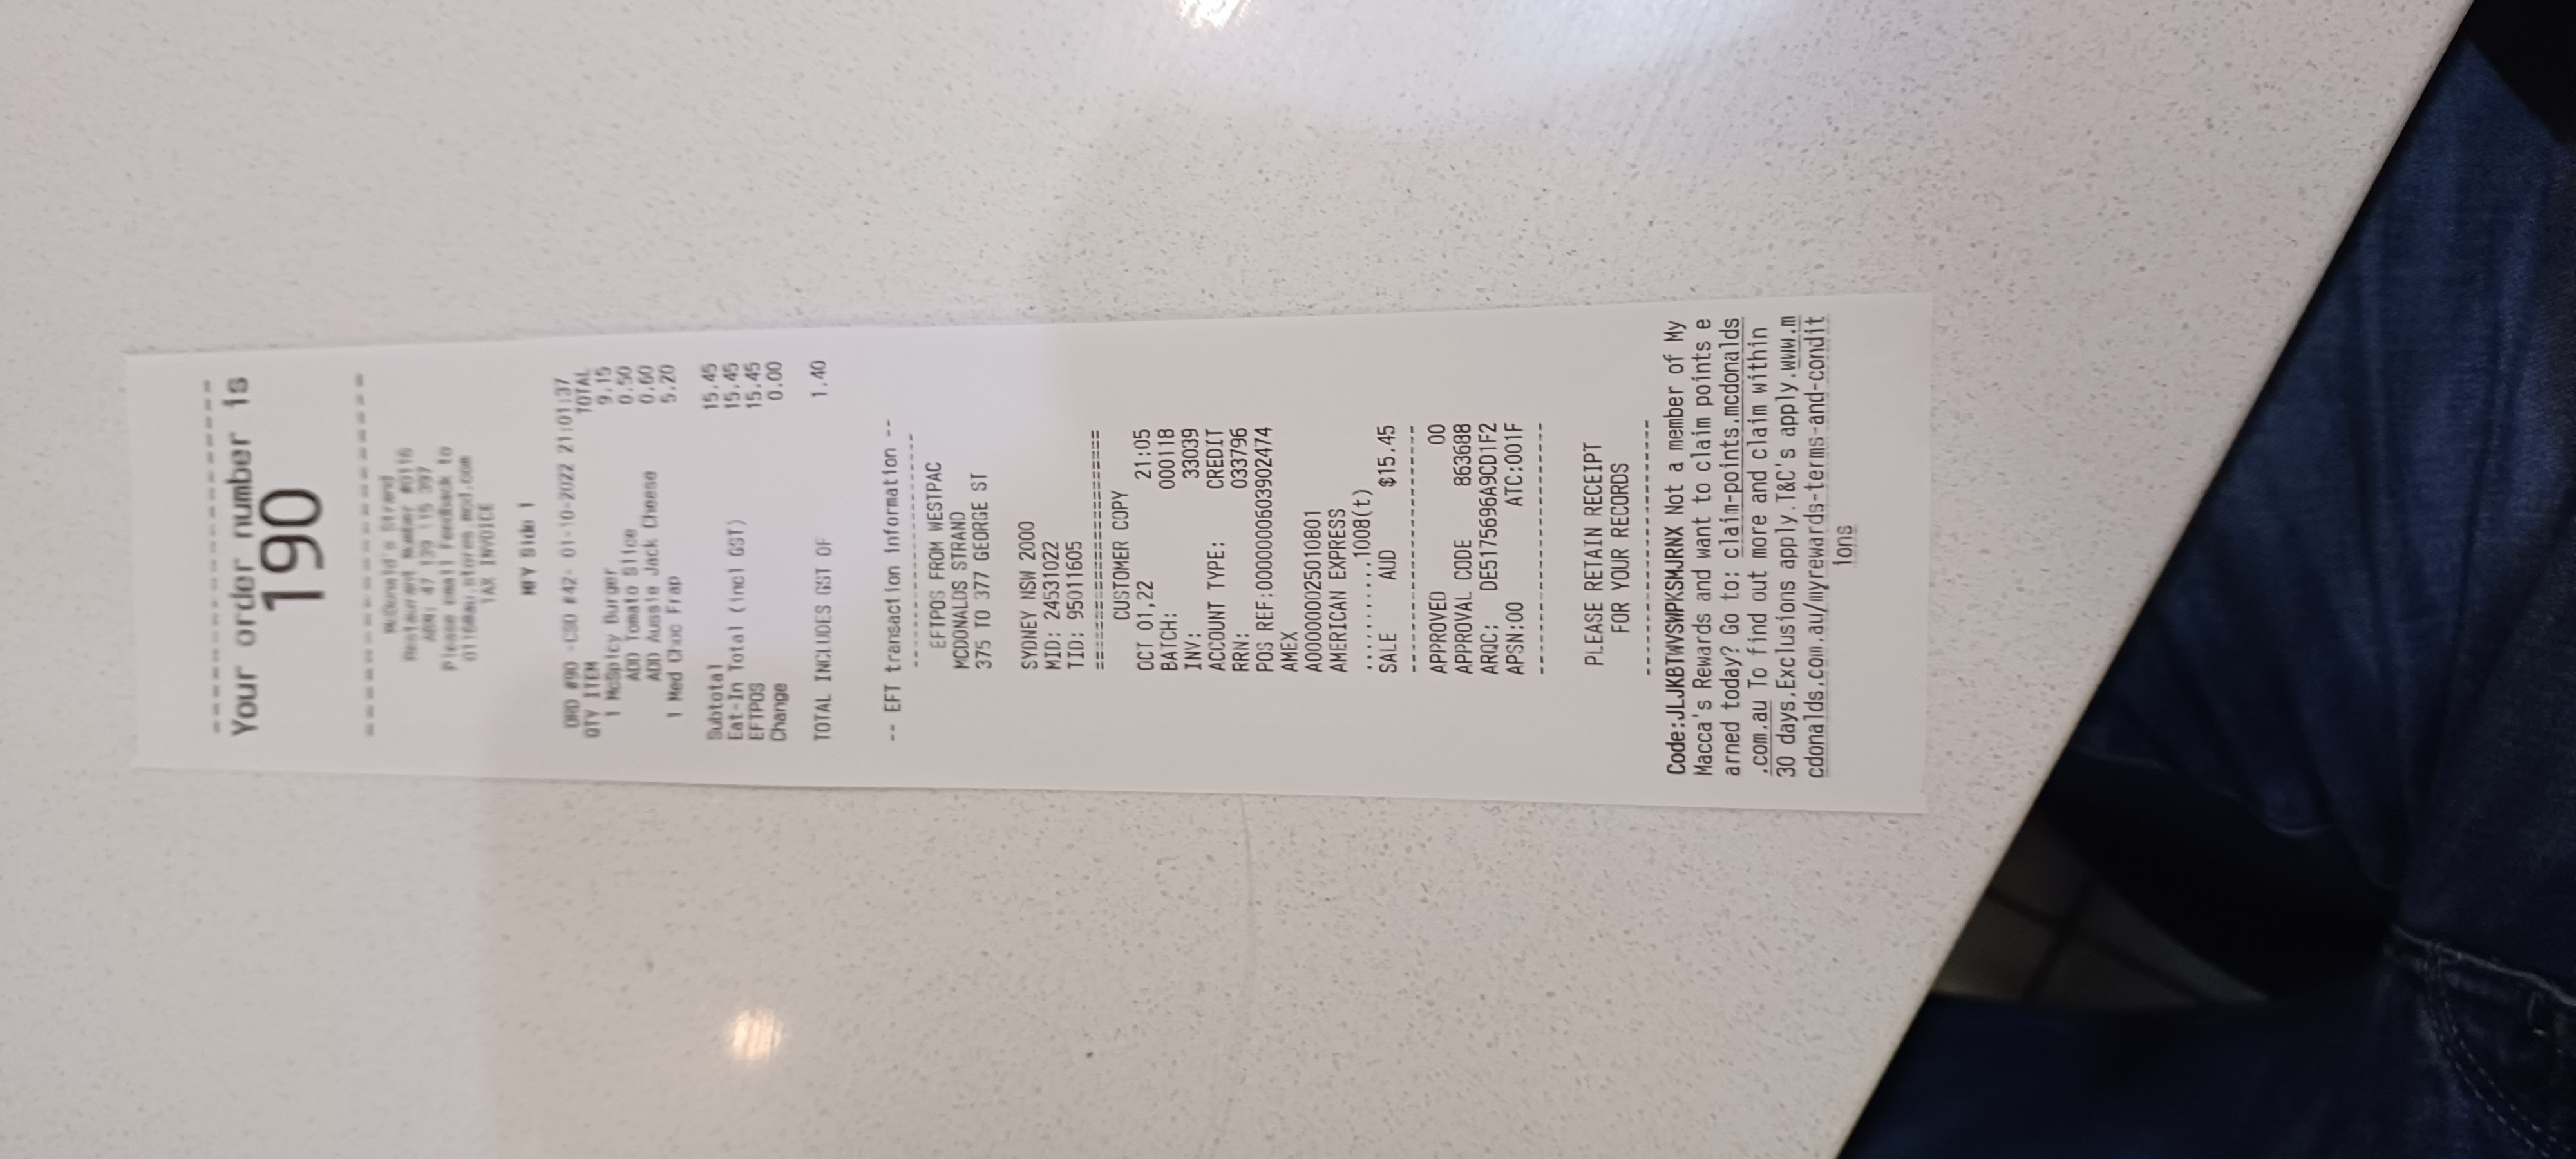 Your order number is
190
McDonald's Strand
Restaurant Number #0116
ABN: 47 139 115 397
Please email feedback to
0116@au.stores.mcd.com
TAX INVOICE
MFY Side 1
ORD #90 -CSO #42- 01-10-2022 21:01:37
QTY ITEM TOTAL
1 McSpicy Burger 9.15
ADD Tomato Slice 0.50
ADD Aussie Jack Cheese 0.60
1 Med Choc Frap 5.20
Subtotal 15.45
Eat-In Total (incl GST) 15.45
EFTPOS 15.45
Change 0.00
TOTAL INCLUDES GST OF 1.40
-- EFT transaction information --
------------------------
EFTPOS FROM WESTPAC
MCDONALDS STRAND
375 TO 377 GEORGE ST
SYDNEY NSW 2000
MID: 24531022
TID: 95011605
========================
CUSTOMER COPY
OCT 01,22 21:05
BATCH: 000118
INV: 33039
ACCOUNT TYPE: CREDIT
RRN: 033796
POS REF:0000000603902474
AMEX
A000000025010801
AMERICAN EXPRESS
...........1008(t)
SALE AUD $15.45
------------------------
APPROVED 00
APPROVAL CODE 863688
ARQC: DE5175696A9CD1F2
APSN:00 ATC:001F
------------------------
PLEASE RETAIN RECEIPT
FOR YOUR RECORDS
------------------------
Code:JLJKBTWVSWPKSMJRNX Not a member of My
Macca's Rewards and want to claim points e
arned today? Go to: claim-points.mcdonalds
.com.au To find out more and claim within
30 days.Exclusions apply.T&C's apply.www.m
cdonalds.com.au/myrewards-terms-and-condit
ions